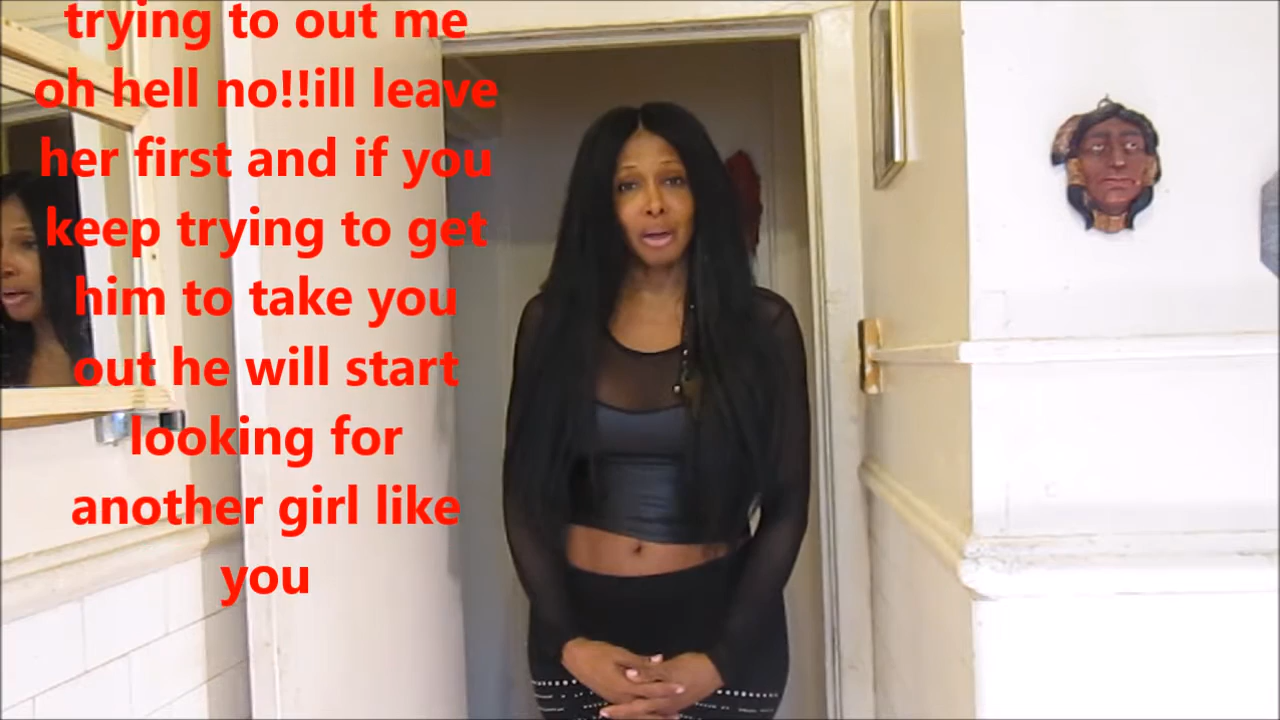 trying to out me
oh hell no!!ill leave
her first and if you
keep trying to get
him to take you
out he will start
looking for
another girl like
you